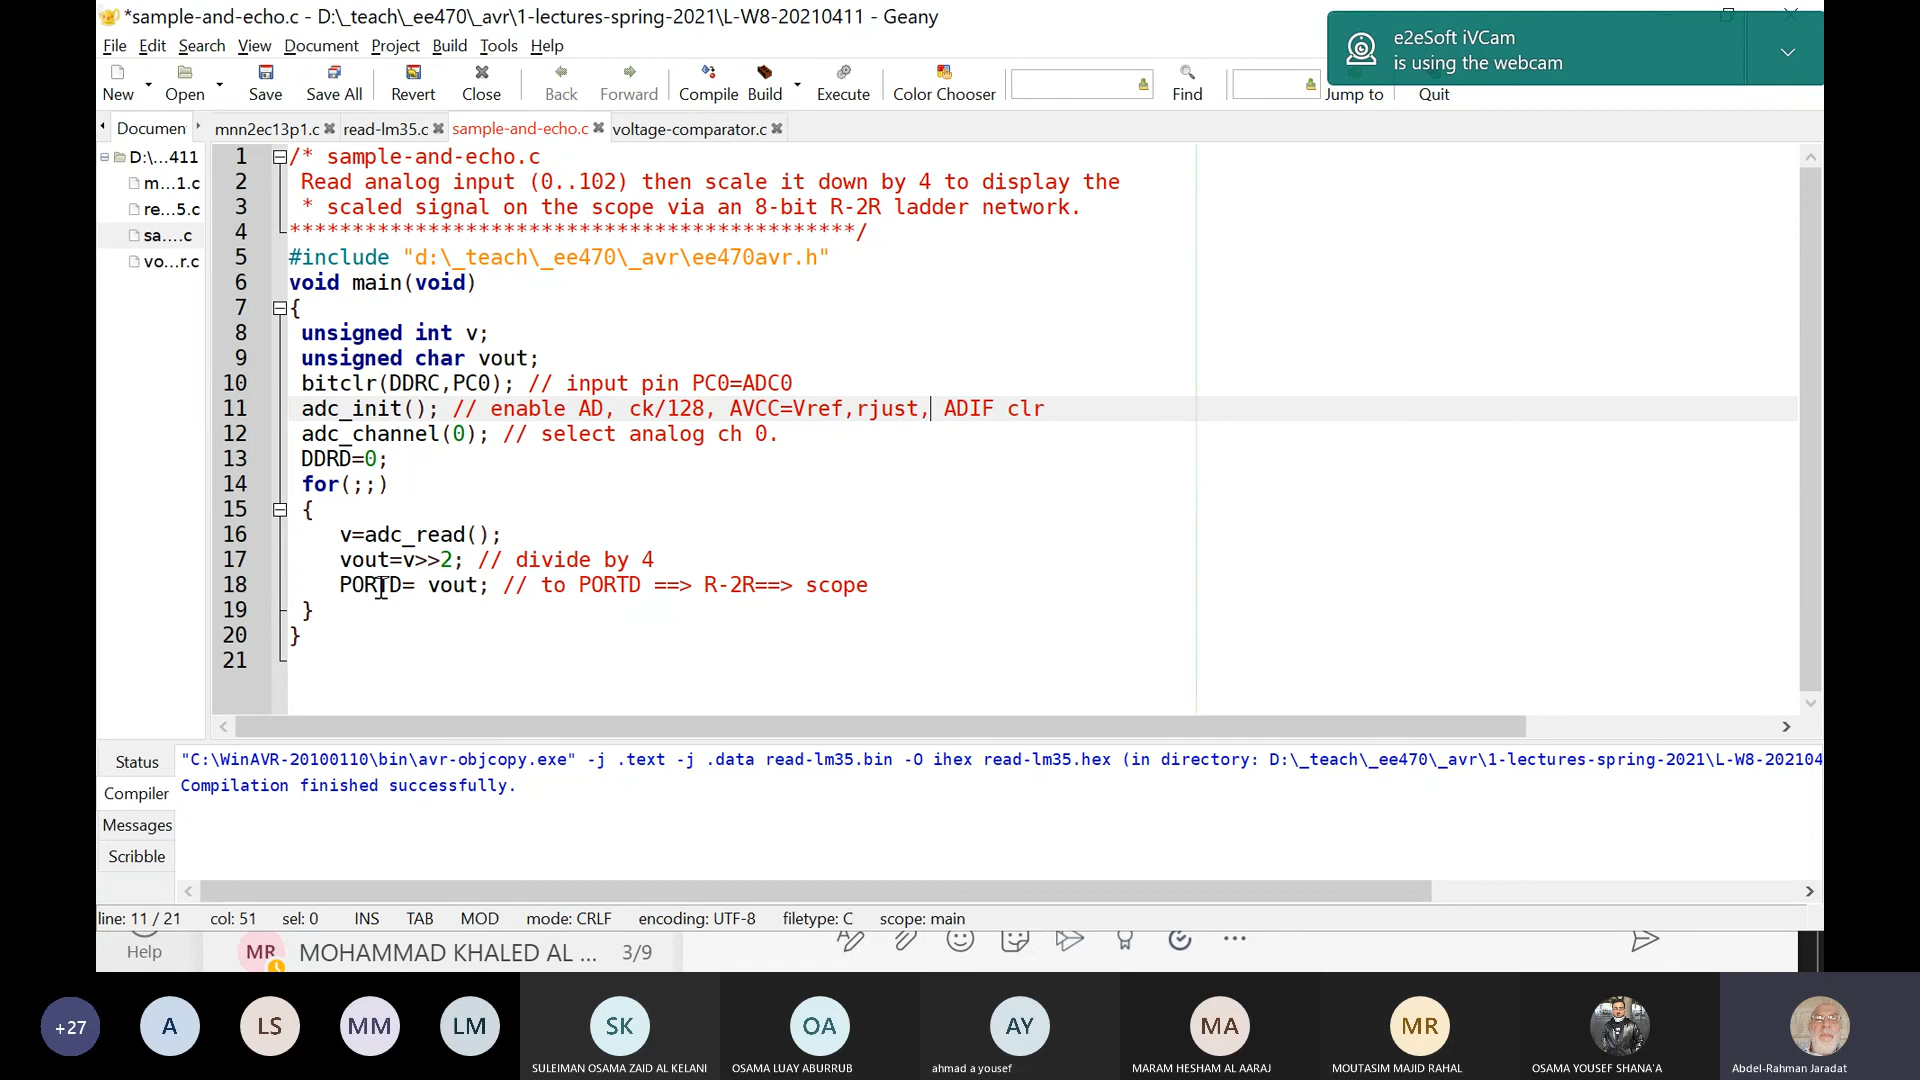 *sample-and-echo.c - D:\_teach\_ee470\_avr\1-lectures-spring-2021\L-W8-20210411 - Geany
e2eSoft iVCam
is using the webcam
File Edit Search View Document Project Build Tools Help
New Open Save Save All Revert Close Back Forward Compile Build Execute Color Chooser Find Jump to Quit
Documen mnn2ec13p1.c read-lm35.c sample-and-echo.c voltage-comparator.c
D:\...411
m...1.c
re...5.c
sa....c
vo...r.c
1 /* sample-and-echo.c
2 Read analog input (0..102) then scale it down by 4 to display the
3 * scaled signal on the scope via an 8-bit R-2R ladder network.
4 *********************************************/
5 #include "d:\_teach\_ee470\_avr\ee470avr.h"
6 void main(void)
7 {
8 unsigned int v;
9 unsigned char vout;
10 bitclr(DDRC,PC0); // input pin PC0=ADC0
11 adc_init(); // enable AD, ck/128, AVCC=Vref,rjust, ADIF clr
12 adc_channel(0); // select analog ch 0.
13 DDRD=0;
14 for(;;)
15 {
16 v=adc_read();
17 vout=v>>2; // divide by 4
18 PORTD= vout; // to PORTD ==> R-2R==> scope
19 }
20 }
21
Status
Compiler
Messages
Scribble
"C:\WinAVR-20100110\bin\avr-objcopy.exe" -j .text -j .data read-lm35.bin -O ihex read-lm35.hex (in directory: D:\_teach\_ee470\_avr\1-lectures-spring-2021\L-W8-202104
Compilation finished successfully.
line: 11 / 21 col: 51 sel: 0 INS TAB MOD mode: CRLF encoding: UTF-8 filetype: C scope: main
Help MR MOHAMMAD KHALED AL ... 3/9
+27 A LS MM LM SK OA AY MA MR
SULEIMAN OSAMA ZAID AL KELANI OSAMA LUAY ABURRUB ahmad a yousef MARAM HESHAM AL AARAJ MOUTASIM MAJID RAHAL OSAMA YOUSEF SHANA'A Abdel-Rahman Jaradat